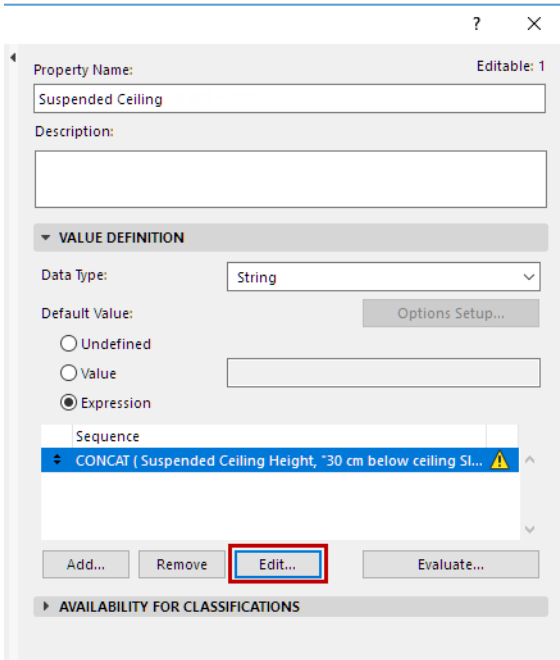 ?
Property Name:
Editable: 1
Suspended Ceiling
Description:
VALUE DEFINITION
Data Type:
String
Default Value:
Options Setup...
Undefined
Value
Expression
Sequence
CONCAT ( Suspended Ceiling Height, "30 cm below ceiling Sl...
Add...
Remove
Edit...
Evaluate...
AVAILABILITY FOR CLASSIFICATIONS